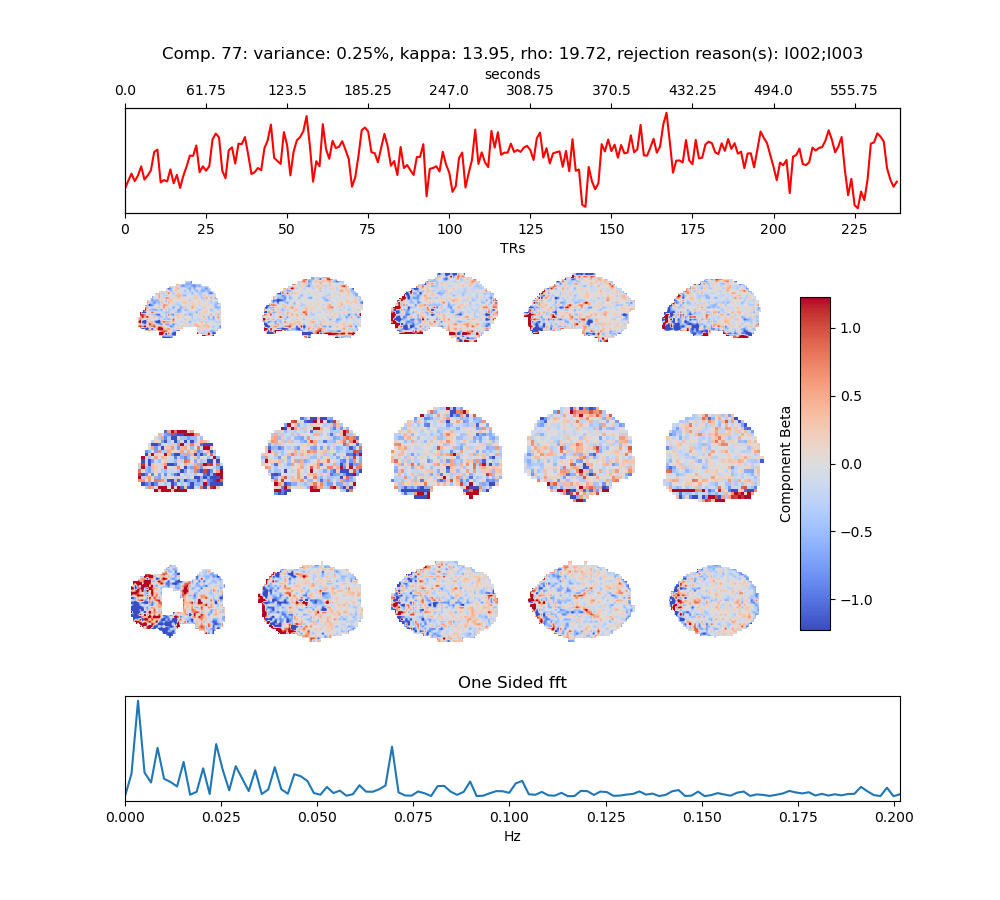 Comp. 77: variance: 0.25%, kappa: 13.95, rho: 19.72, rejection reason(s): I002;I003
seconds
0.0 61.75 123.5 185.25 247.0 308.75 370.5 432.25 494.0 555.75
0 25 50 75 100 125 150 175 200 225
TRs
1.0
0.5
0.0
−0.5
−1.0
Component Beta
One Sided fft
0.000 0.025 0.050 0.075 0.100 0.125 0.150 0.175 0.200
Hz